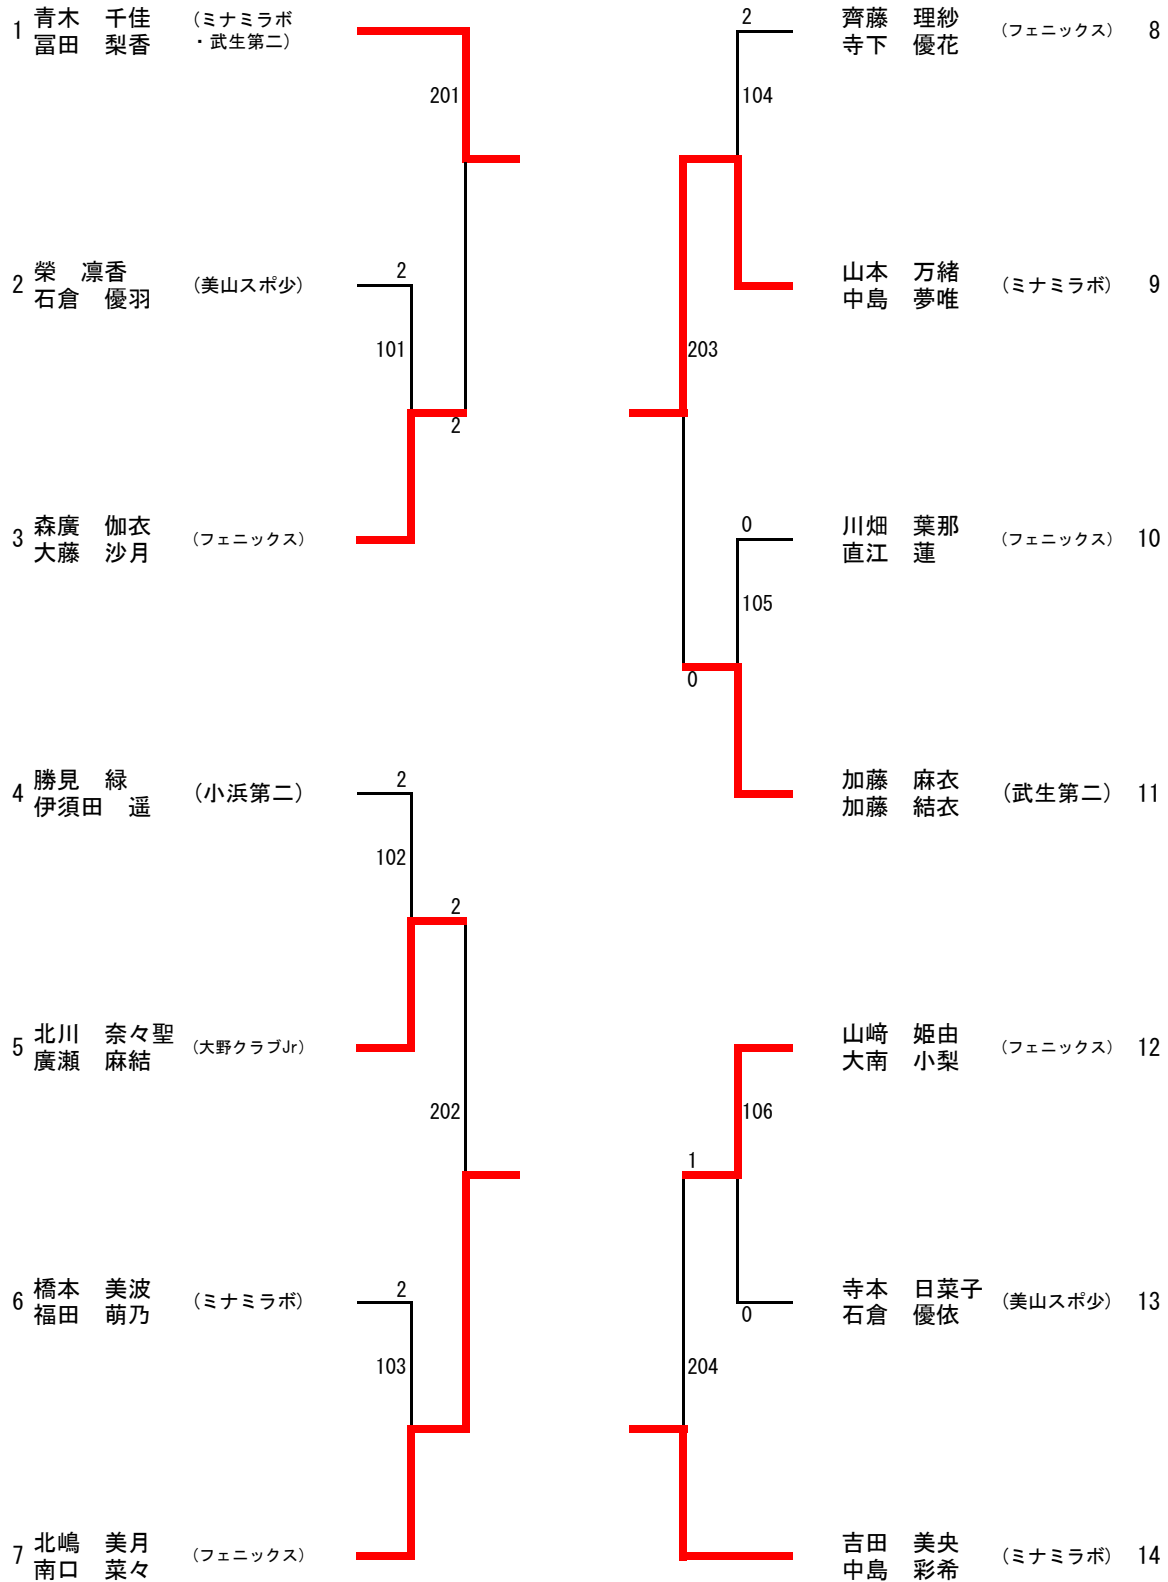 1 青木　千佳 (ミナミラボ
冨田　梨香 ・武生第二)
201
2 榮　凛香 (美山スポ少) 2
石倉　優羽
101
2
3 森廣　伽衣 (フェニックス)
大藤　沙月
4 勝見　緑 (小浜第二) 2
伊須田　遥
102
2
5 北川　奈々聖 (大野クラブJr)
廣瀬　麻結
202
6 橋本　美波 (ミナミラボ) 2
福田　萌乃
103
7 北嶋　美月 (フェニックス)
南口　菜々
2 齊藤　理紗 (フェニックス) 8
寺下　優花
104
山本　万緒 (ミナミラボ) 9
中島　夢唯
203
0 川畑　葉那 (フェニックス) 10
直江　蓮
105
0
加藤　麻衣 (武生第二) 11
加藤　結衣
山﨑　姫由 (フェニックス) 12
大南　小梨
106
1
寺本　日菜子 (美山スポ少) 13
0 石倉　優依
204
吉田　美央 (ミナミラボ) 14
中島　彩希